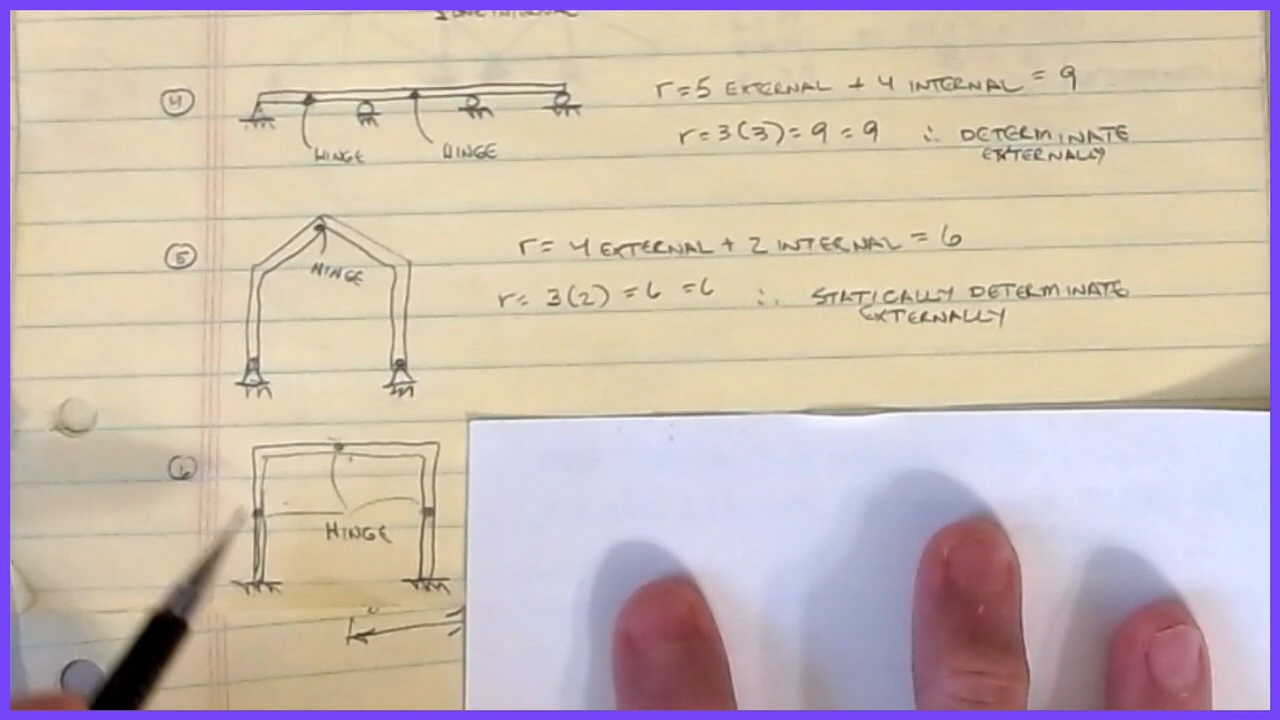 4
r=5 EXTERNAL + 4 INTERNAL = 9
r=3(3)=9=9 ∴ DETERMINATE
EXTERNALLY
HINGE HINGE
5
HINGE
r= 4 EXTERNAL + 2 INTERNAL = 6
r= 3(2) = 6 = 6 ∴ STATICALLY DETERMINATE
EXTERNALLY
6
HINGE